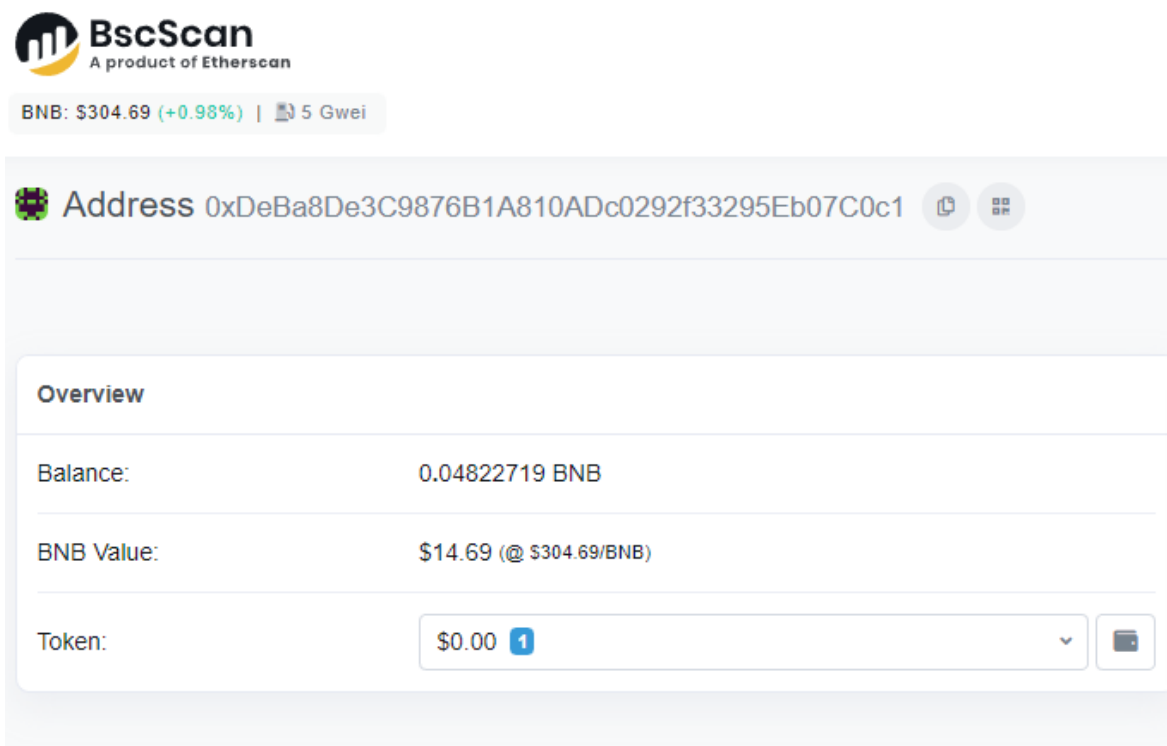 BscScan
A product of Etherscan
BNB: $304.69 (+0.98%) | 5 Gwei
Address 0xDeBa8De3C9876B1A810ADc0292f33295Eb07C0c1
Overview
Balance: 0.04822719 BNB
BNB Value: $14.69 (@ $304.69/BNB)
Token: $0.00 1